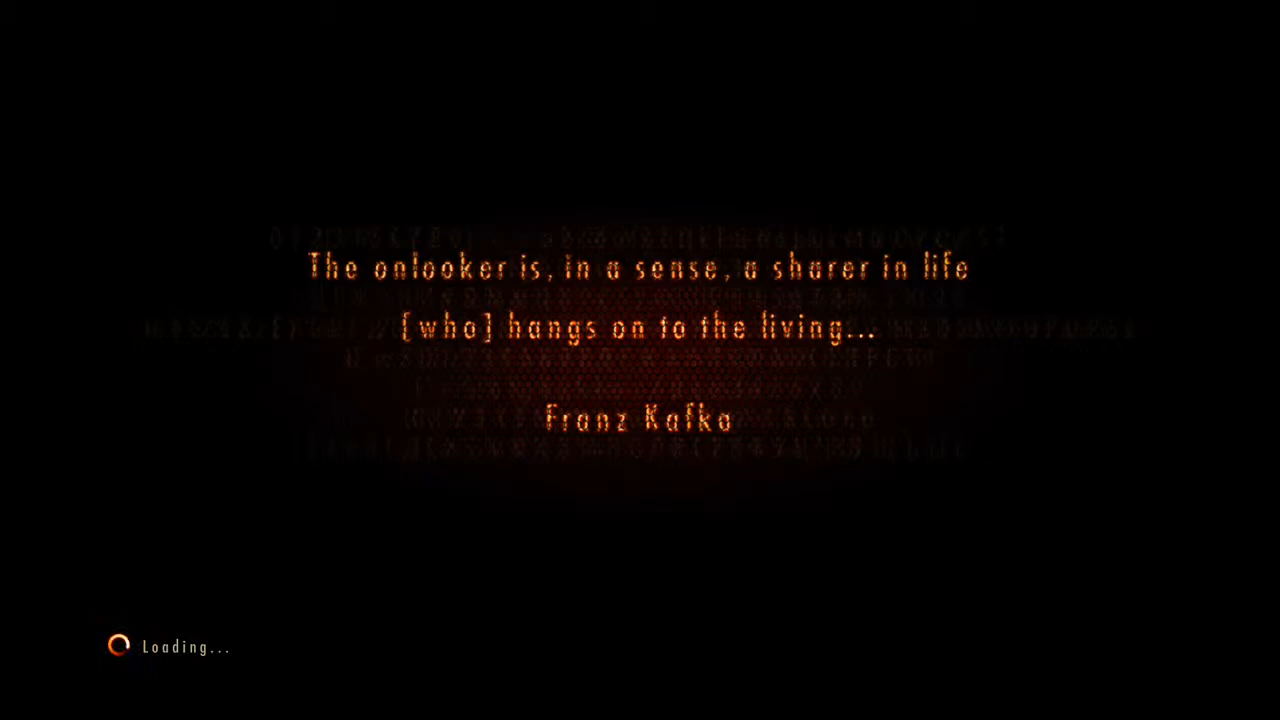 The onlooker is, in a sense, a sharer in life
[who] hangs on to the living...
Franz Kafka
Loading...